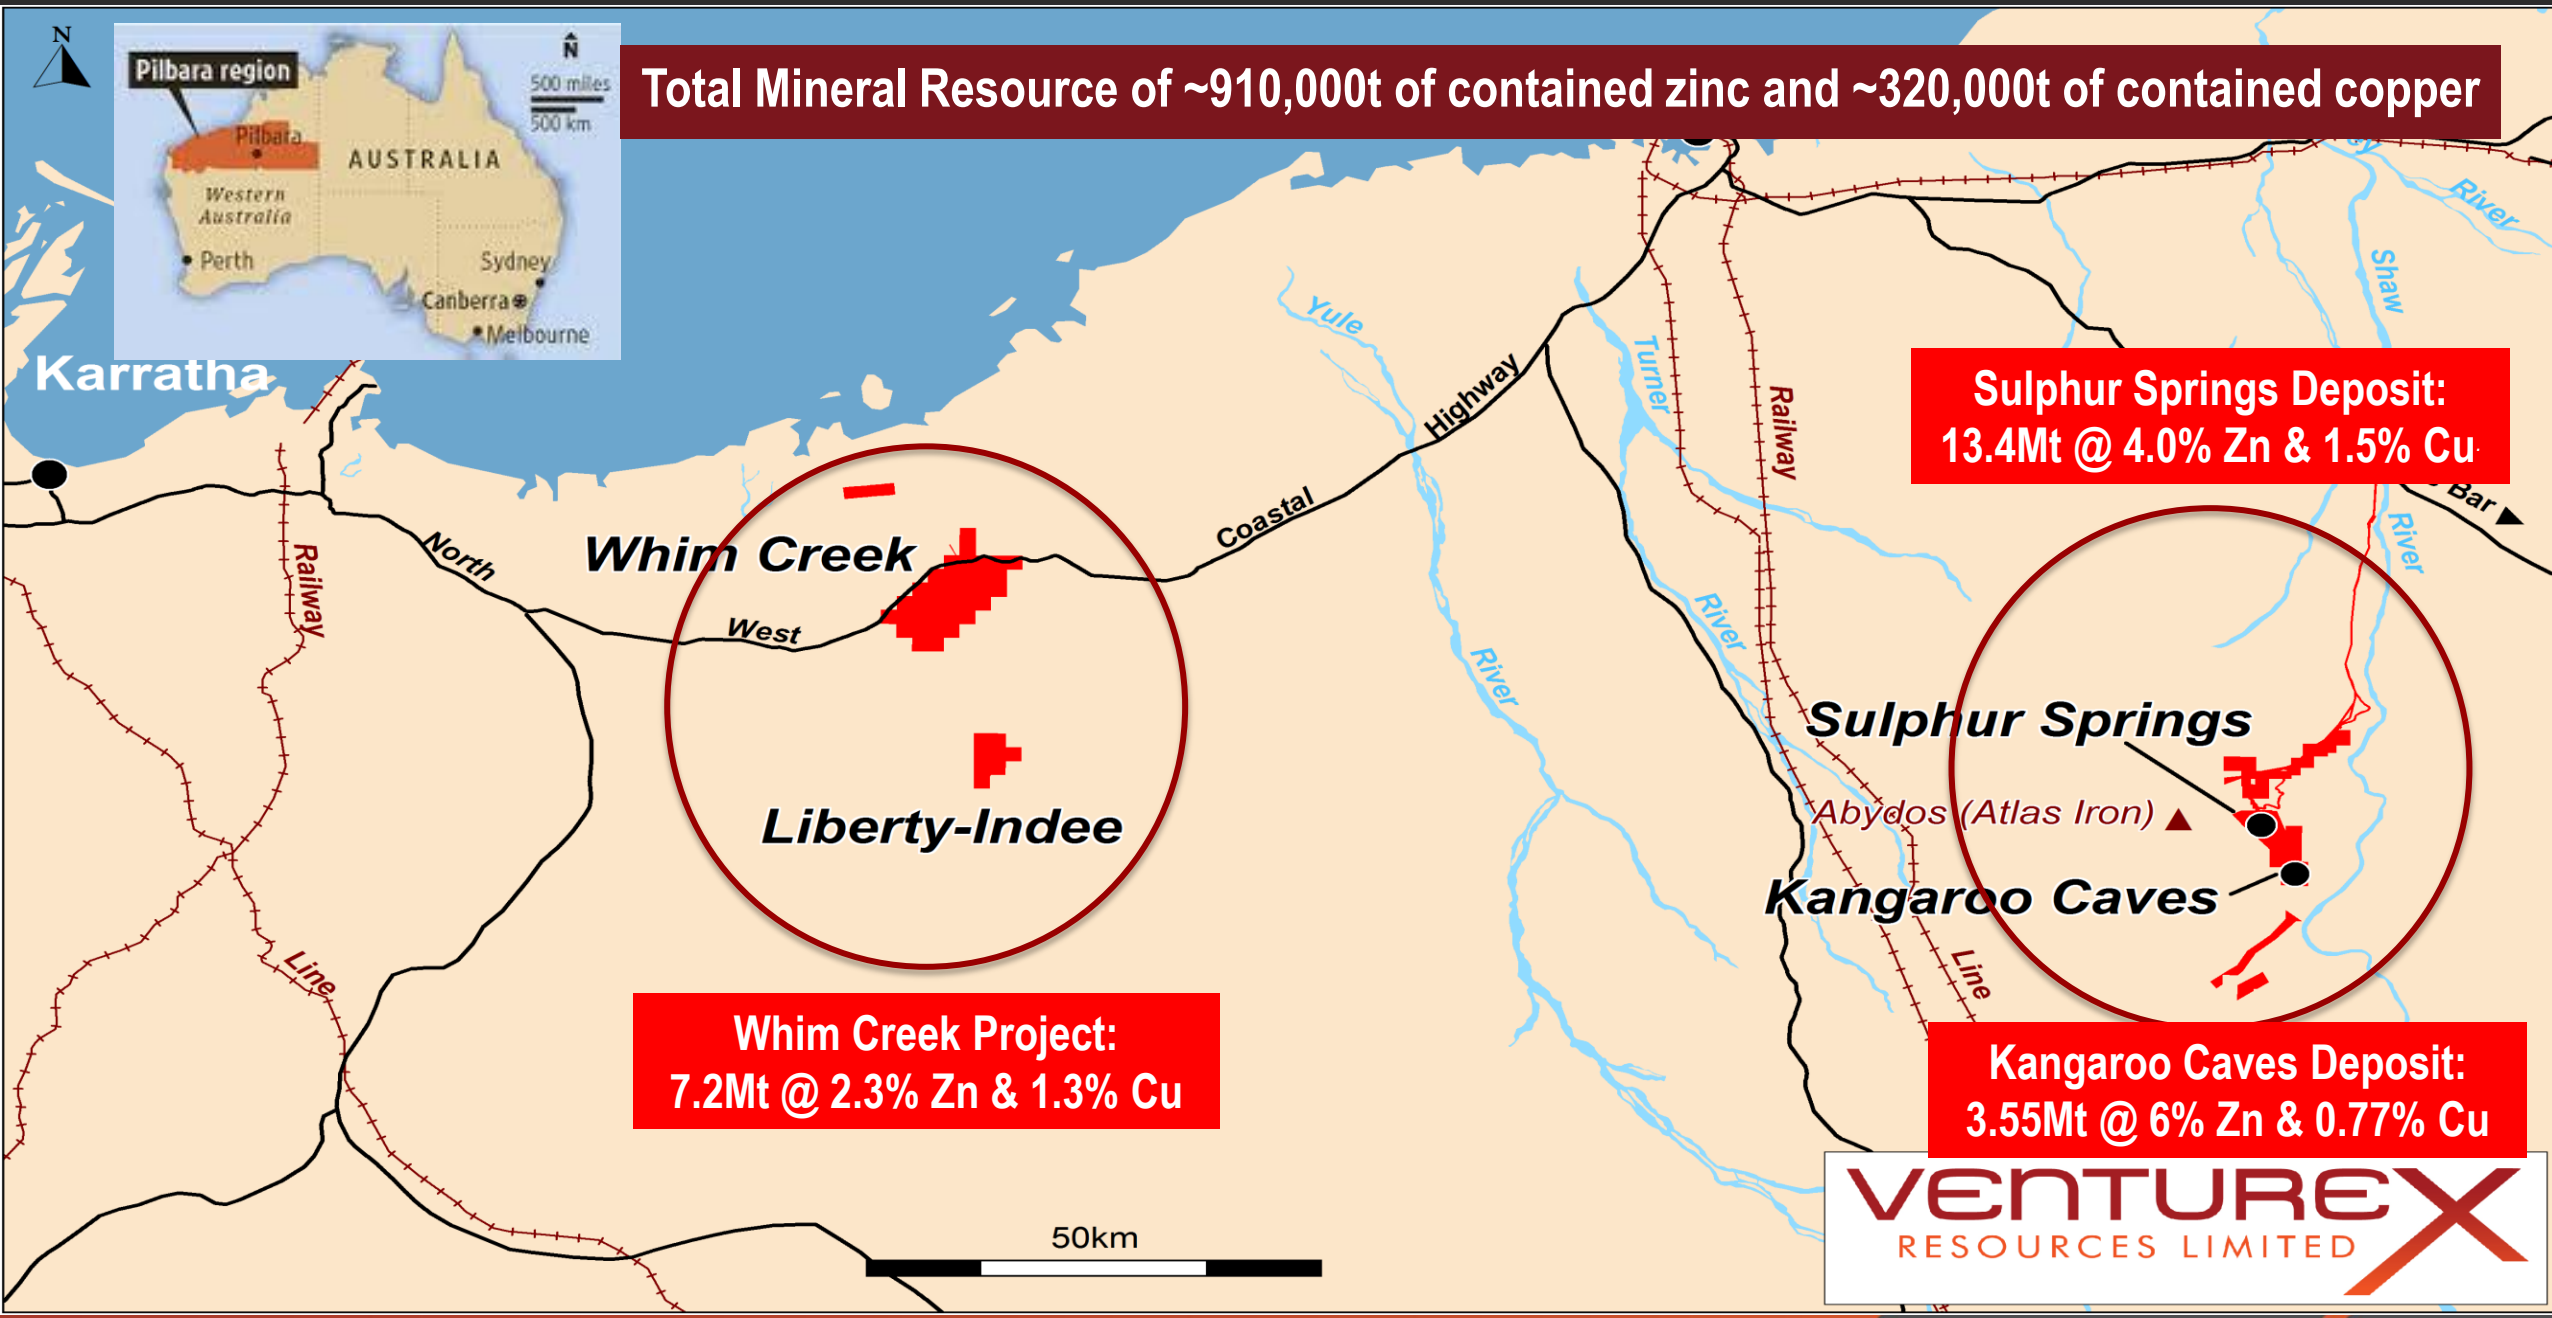 N
Pilbara region
N
500 miles
500 km
Pilbara
AUSTRALIA
Western
Australia
Perth
Sydney
Canberra
Melbourne
Total Mineral Resource of ~910,000t of contained zinc and ~320,000t of contained copper
Karratha
River
Shaw
Yule
Turner
Highway
Railway
Sulphur Springs Deposit:
13.4Mt @ 4.0% Zn & 1.5% Cu
Bar
River
Coastal
North
Whim Creek
Railway
West
River
River
Sulphur Springs
Abydos (Atlas Iron)
Liberty-Indee
Kangaroo Caves
Line
Line
Whim Creek Project:
7.2Mt @ 2.3% Zn & 1.3% Cu
Kangaroo Caves Deposit:
3.55Mt @ 6% Zn & 0.77% Cu
50km
VENTUREX
RESOURCES LIMITED